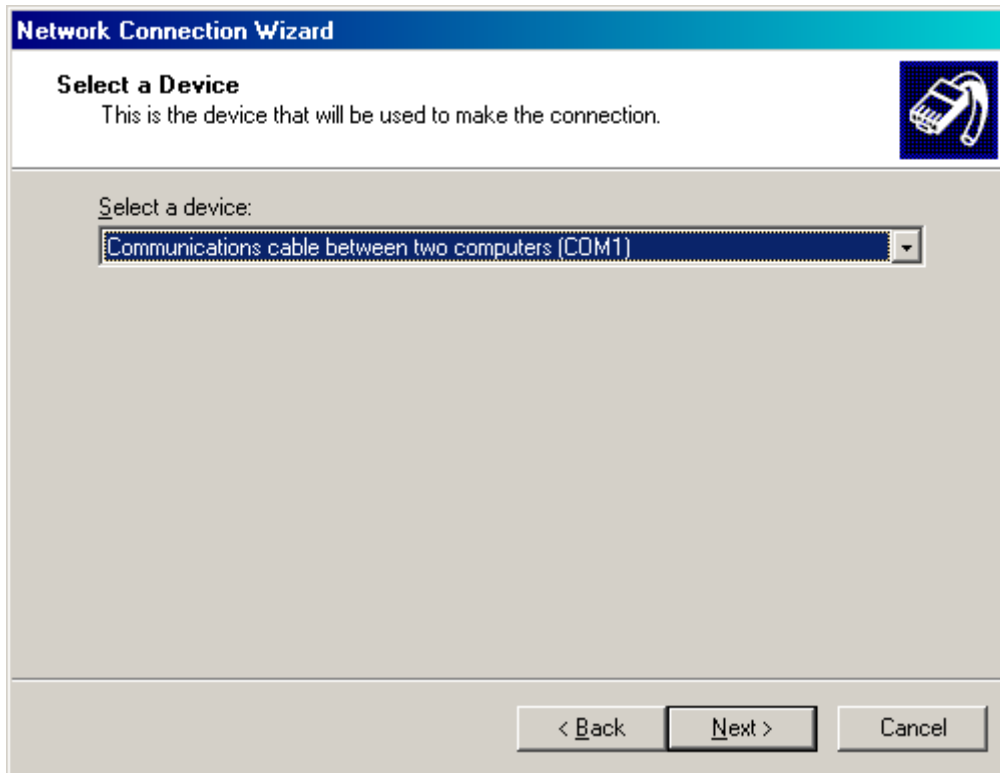 Network Connection Wizard
Select a Device
This is the device that will be used to make the connection.
Select a device:
Communications cable between two computers (COM1)
< Back
Next >
Cancel